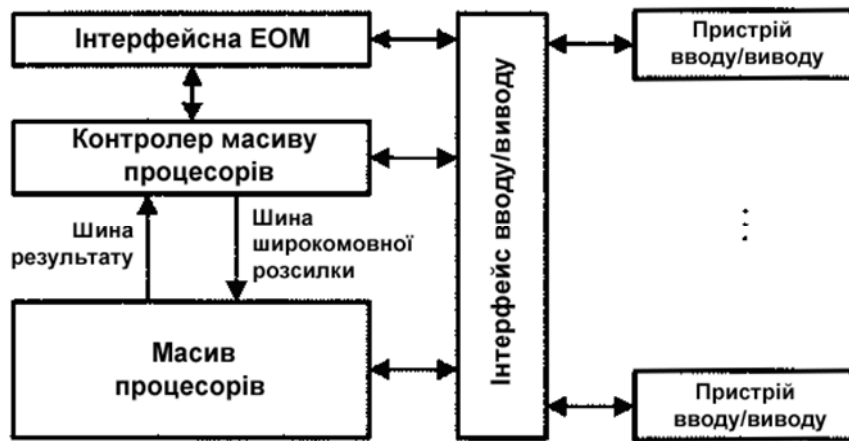 Інтерфейсна ЕОМ
Контролер масиву
процесорів
Шина
результату
Шина
широкомовної
розсилки
Масив
процесорів
Інтерфейс вводу/виводу
Пристрій
вводу/виводу
Пристрій
вводу/виводу